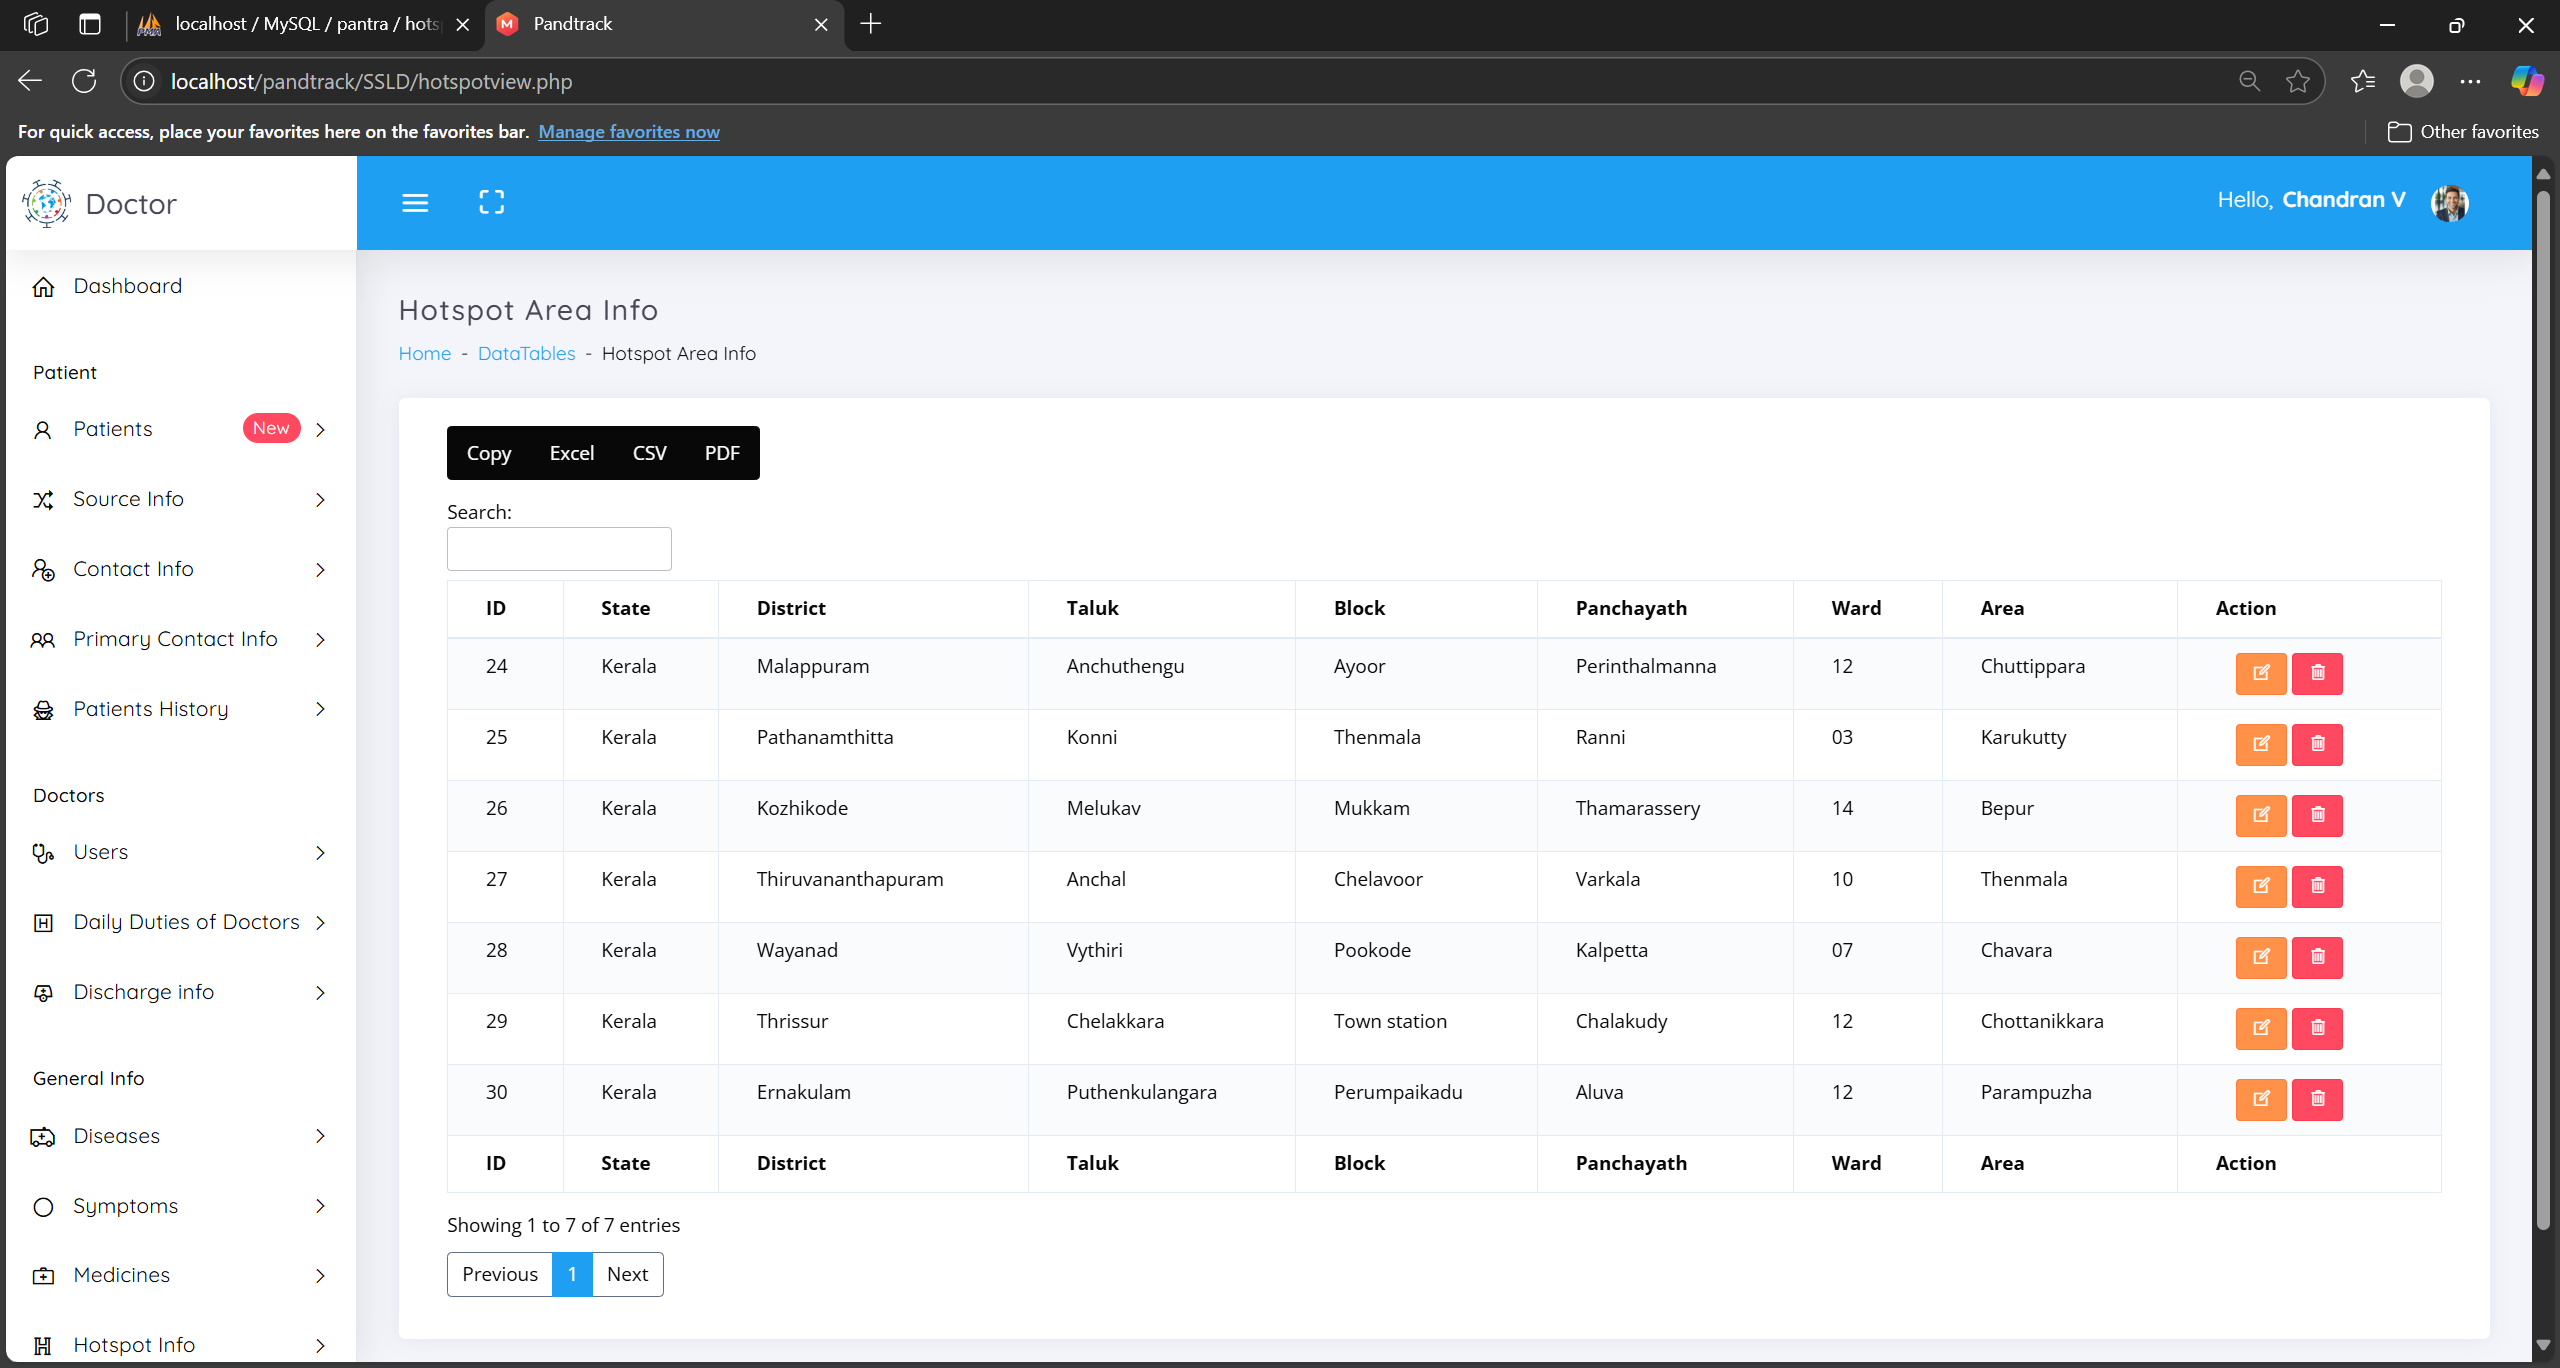 localhost / MySQL / pantra / hots
Pandtrack
localhost/pandtrack/SSLD/hotspotview.php
For quick access, place your favorites here on the favorites bar. Manage favorites now
Other favorites
Doctor
Hello, Chandran V
Dashboard
Patient
Patients New
Source Info
Contact Info
Primary Contact Info
Patients History
Doctors
Users
Daily Duties of Doctors
Discharge info
General Info
Diseases
Symptoms
Medicines
Hotspot Info
Hotspot Area Info
Home - DataTables - Hotspot Area Info
Copy Excel CSV PDF
Search:
ID State District Taluk Block Panchayath Ward Area Action
24 Kerala Malappuram Anchuthengu Ayoor Perinthalmanna 12 Chuttippara
25 Kerala Pathanamthitta Konni Thenmala Ranni 03 Karukutty
26 Kerala Kozhikode Melukav Mukkam Thamarassery 14 Bepur
27 Kerala Thiruvananthapuram Anchal Chelavoor Varkala 10 Thenmala
28 Kerala Wayanad Vythiri Pookode Kalpetta 07 Chavara
29 Kerala Thrissur Chelakkara Town station Chalakudy 12 Chottanikkara
30 Kerala Ernakulam Puthenkulangara Perumpaikadu Aluva 12 Parampuzha
ID State District Taluk Block Panchayath Ward Area Action
Showing 1 to 7 of 7 entries
Previous 1 Next